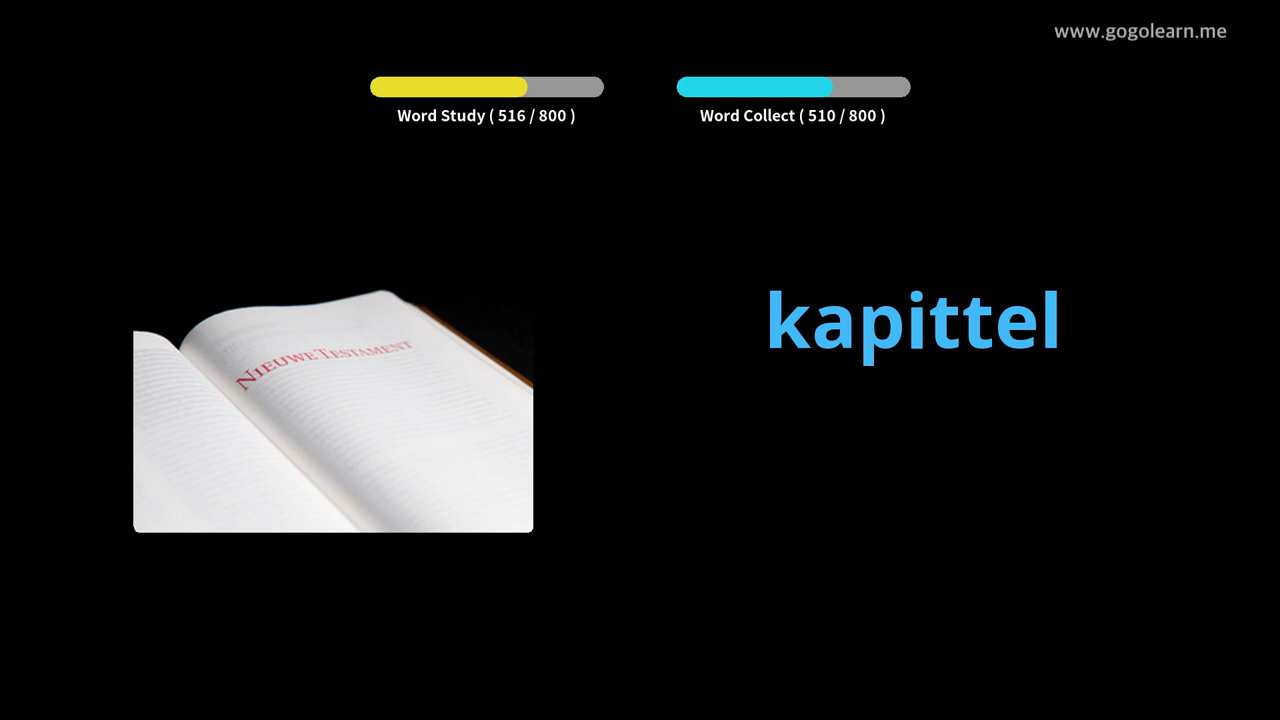 www.gogolearn.me
Word Study ( 516 / 800 )
Word Collect ( 510 / 800 )
NIEUWE TESTAMENT
kapittel